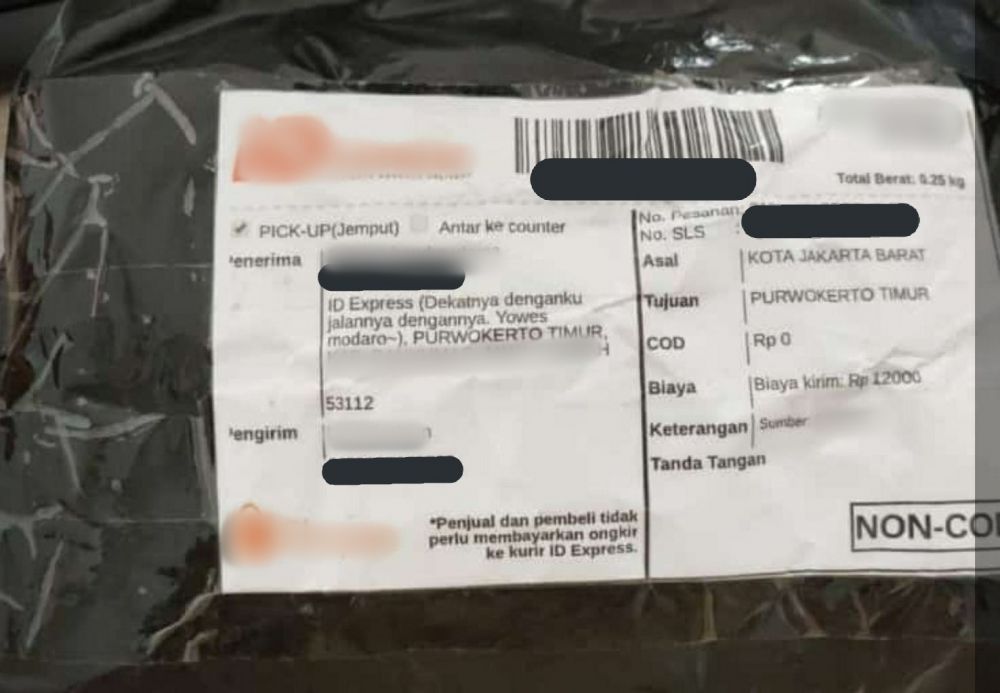 Total Berat: 0.25 kg
PICK-UP(Jemput) Antar ke counter
No. Pesanan:
No. SLS :
Penerima
ID Express (Dekatnya denganku
jalannya dengannya. Yowes
modaro~), PURWOKERTO TIMUR,
53112
Pengirim
*Penjual dan pembeli tidak
perlu membayarkan ongkir
ke kurir ID Express.
Asal KOTA JAKARTA BARAT
Tujuan PURWOKERTO TIMUR
COD Rp 0
Biaya Biaya kirim: Rp 12000
Keterangan Sumber
Tanda Tangan
NON-CO